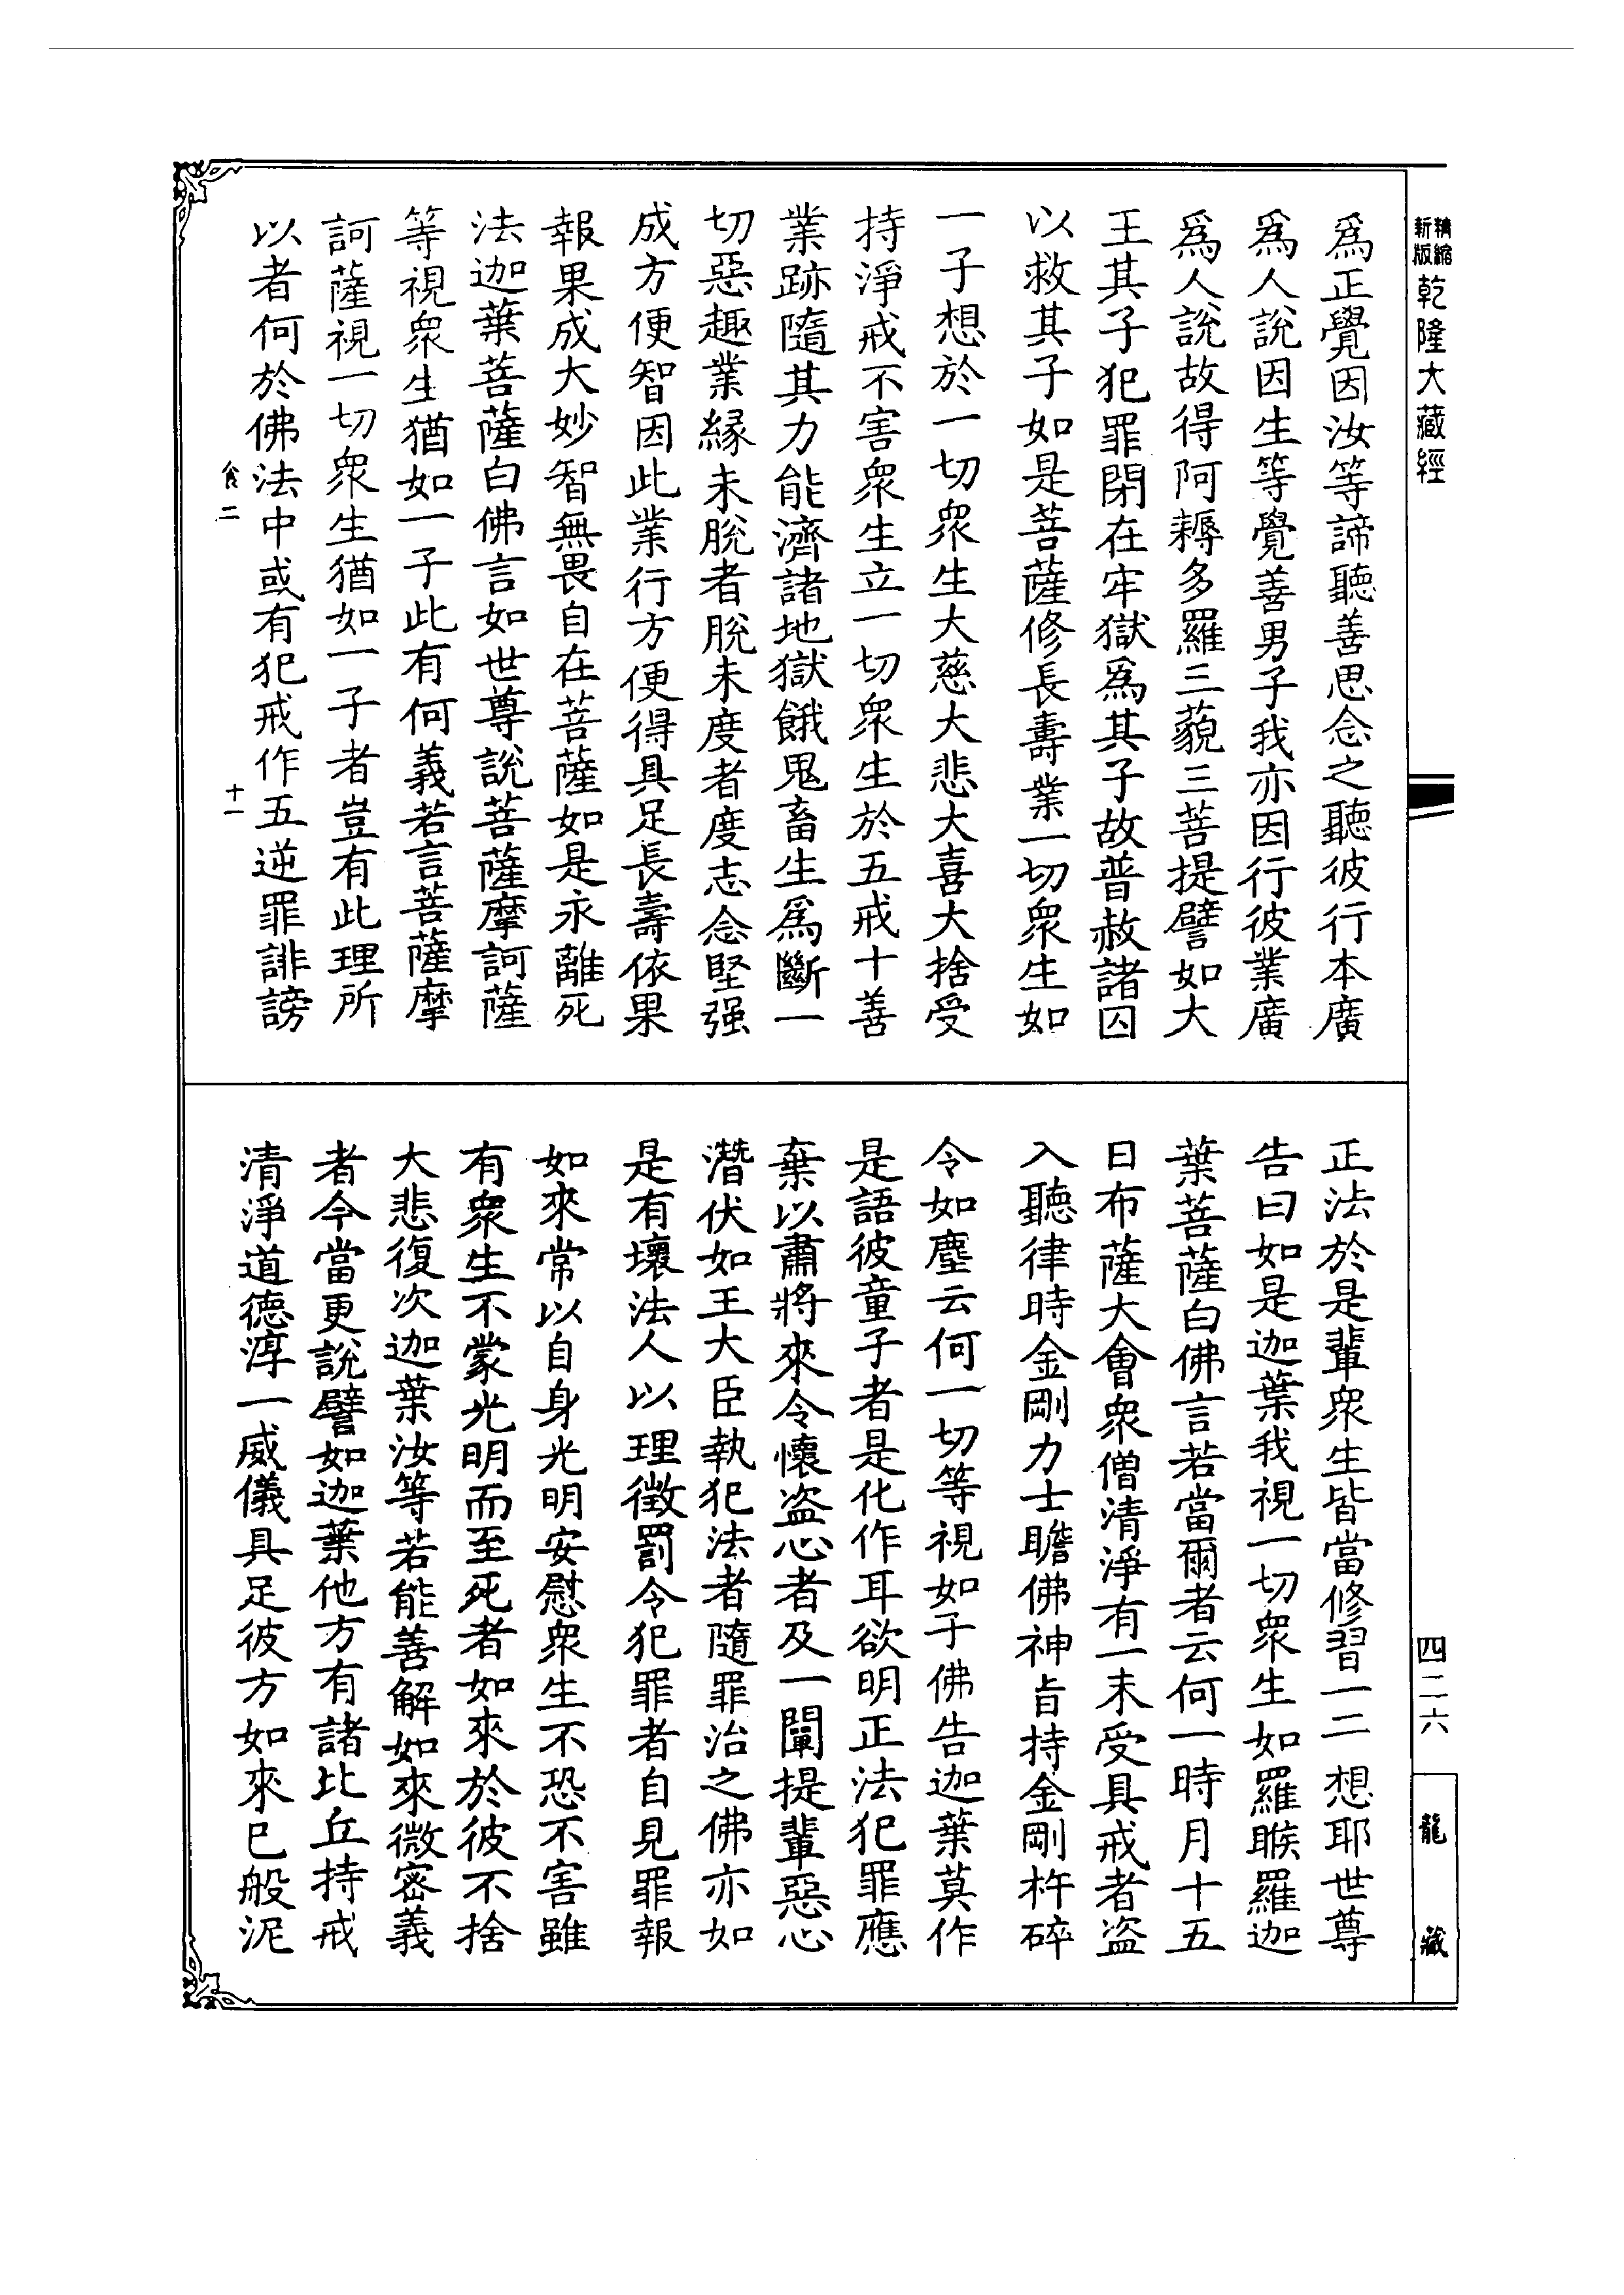 精縮新版乾隆大藏經
爲正覺因汝等諦聽善思念之聽彼行本廣
爲人說因生等覺善男子我亦因行彼業廣
爲人說故得阿耨多羅三藐三菩提譬如大
王其子犯罪閉在牢獄爲其子故普赦諸囚
以救其子如是菩薩修長壽業一切眾生如
一子想於一切眾生大慈大悲大喜大捨受
持淨戒不害眾生立一切眾生於五戒十善
業跡隨其力能濟諸地獄餓鬼畜生爲斷一
切惡趣業緣未脫者脫未度者度志念堅强
成方便智因此業行方便得具足長壽依果
報果成大妙智無畏自在菩薩如是永離死
法迦葉菩薩白佛言如世尊說菩薩摩訶薩
等視眾生猶如一子此有何義若言菩薩摩
訶薩視一切眾生猶如一子者豈有此理所
以者何於佛法中或有犯戒作五逆罪誹謗
食二 十一
正法於是輩眾生皆當修習一二想耶世尊
告曰如是迦葉我視一切眾生如羅睺羅迦
葉菩薩白佛言若當爾者云何一時月十五
日布薩大會眾僧清淨有一未受具戒者盜
入聽律時金剛力士瞻佛神旨持金剛杵碎
令如塵云何一切等視如子佛告迦葉莫作
是語彼童子者是化作耳欲明正法犯罪應
棄以肅將來令懷盜心者及一闡提輩惡心
潛伏如王大臣執犯法者隨罪治之佛亦如
是有壞法人以理徵罰令犯罪者自見罪報
如來常以自身光明安慰眾生不恐不害雖
有眾生不蒙光明而至死者如來於彼不捨
大悲復次迦葉汝等若能善解如來微密義
者今當更說譬如迦葉他方有諸比丘持戒
清淨道德淳一威儀具足彼方如來已般泥
四二六
龍藏